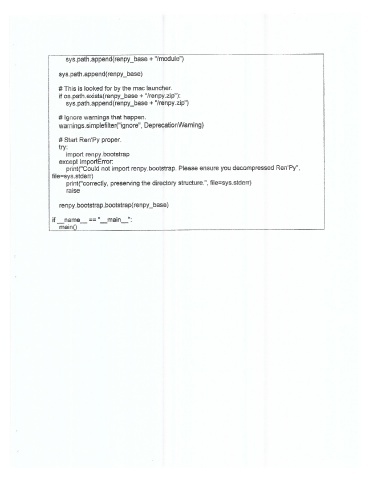 sys.path.append(renpy_base + "/module")
sys.path.append(renpy_base)
# This is looked for by the mac launcher.
if os.path.exists(renpy_base + "/renpy.zip"):
sys.path.append(renpy_base + "/renpy.zip")
# Ignore warnings that happen.
warnings.simplefilter("ignore", DeprecationWarning)
# Start Ren'Py proper.
try:
import renpy.bootstrap
except ImportError:
print("Could not import renpy.bootstrap. Please ensure you decompressed Ren'Py",
file=sys.stderr)
print("correctly, preserving the directory structure.", file=sys.stderr)
raise
renpy.bootstrap.bootstrap(renpy_base)
if __name__ == "__main__":
main()